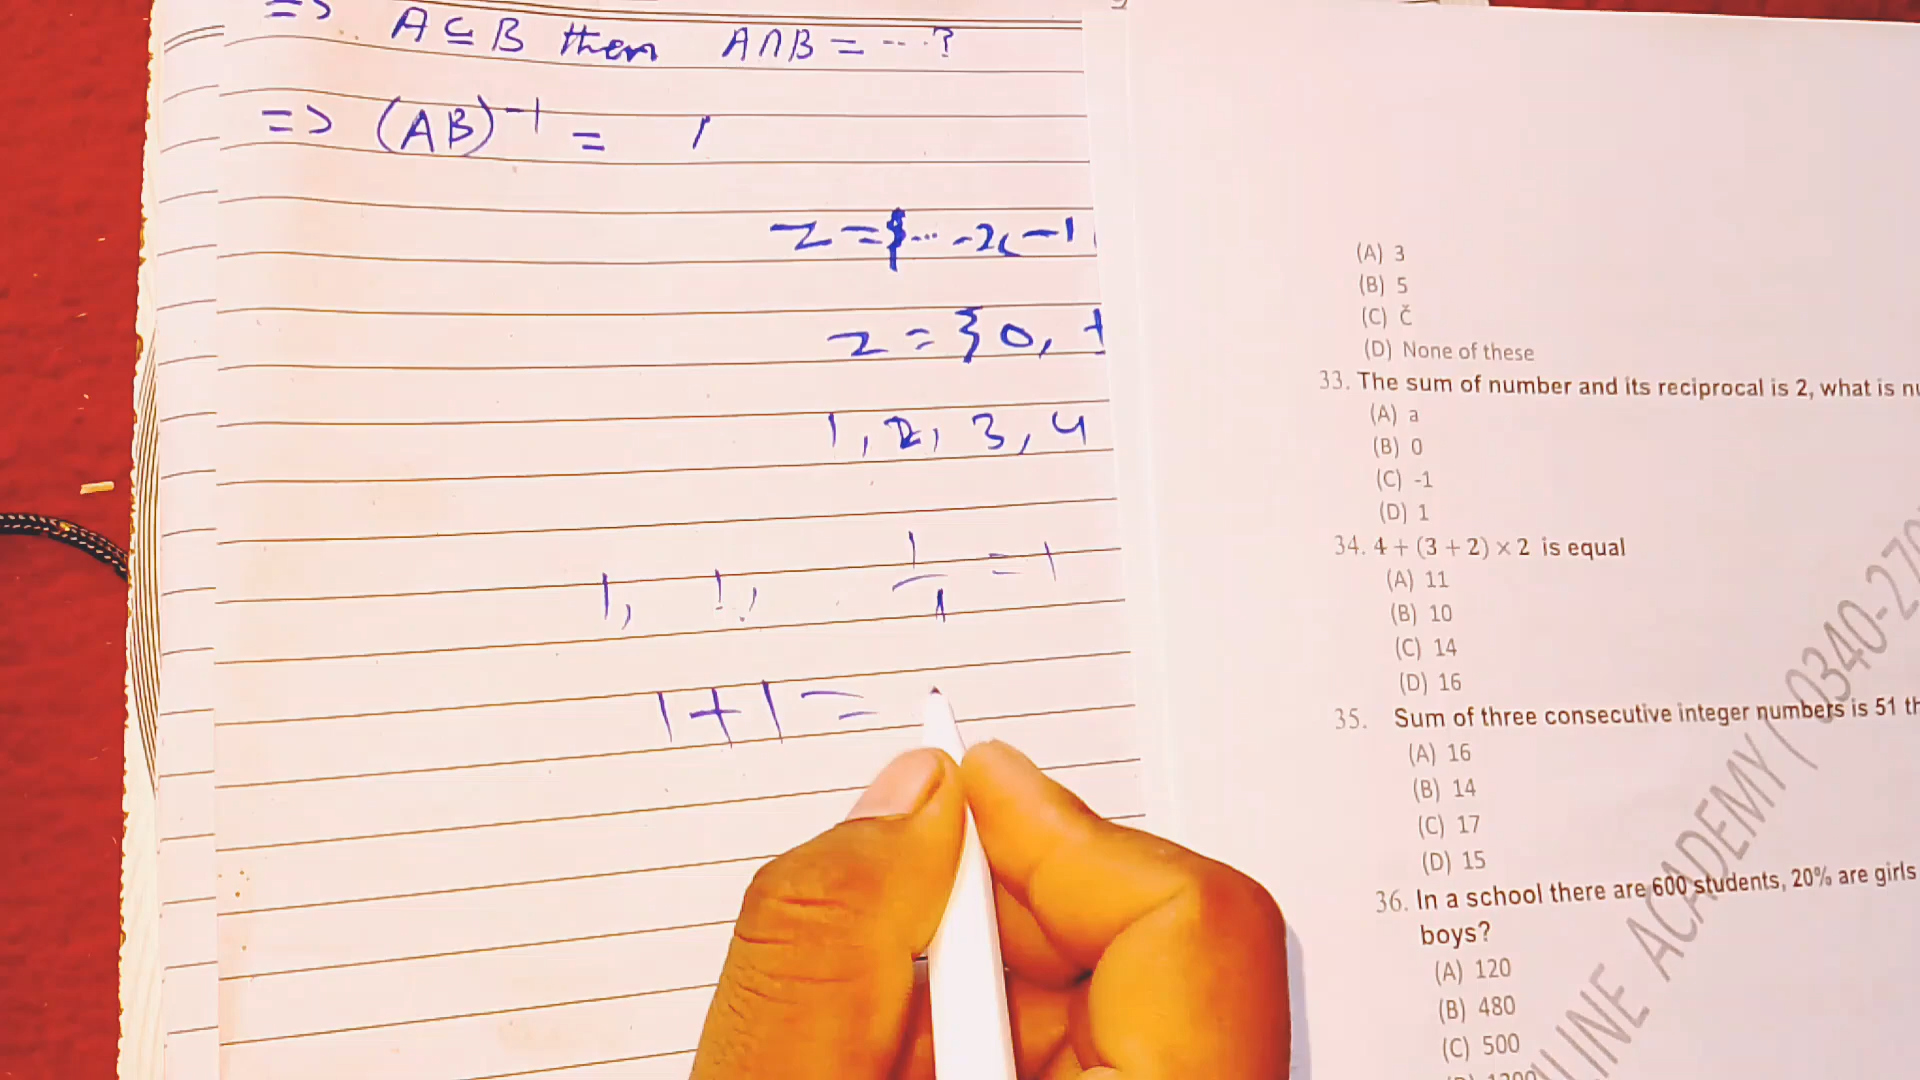 => A ⊆ B then A∩B = ... ?
=> (AB)⁻¹ =
Z = {... -2, -1
Z = { 0, +
1, 2, 3, 4
1, 1, 1/1 = 1
1+1 =
(A) 3
(B) 5
(C) č
(D) None of these
33. The sum of number and its reciprocal is 2, what is
(A) a
(B) 0
(C) -1
(D) 1
34. 4 + (3 + 2) × 2 is equal
(A) 11
(B) 10
(C) 14
(D) 16
35. Sum of three consecutive integer numbers is 51
(A) 16
(B) 14
(C) 17
(D) 15
36. In a school there are 600 students, 20% are girls
boys?
(A) 120
(B) 480
(C) 500
1200
ONLINE ACADEMY ( 0340-270